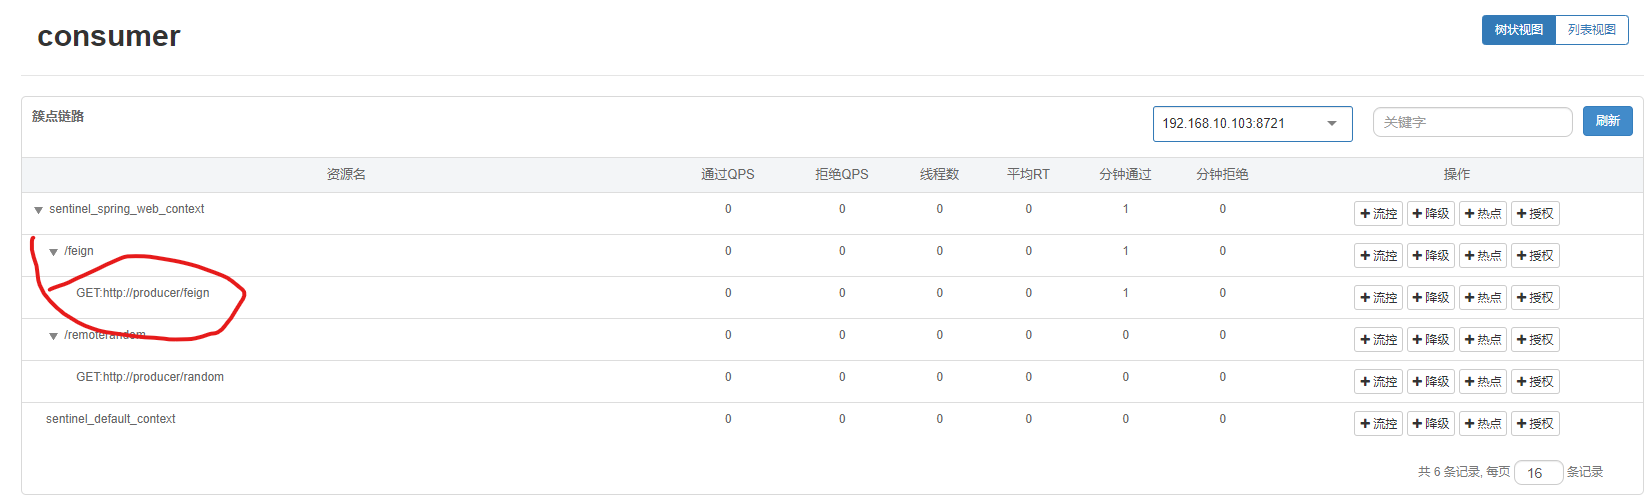 consumer
树状视图 列表视图
簇点链路 192.168.10.103:8721 关键字 刷新
资源名 通过QPS 拒绝QPS 线程数 平均RT 分钟通过 分钟拒绝 操作
sentinel_spring_web_context 0 0 0 0 1 0 流控 降级 热点 授权
/feign 0 0 0 0 1 0 流控 降级 热点 授权
GET:http://producer/feign 0 0 0 0 1 0 流控 降级 热点 授权
/remoterandom 0 0 0 0 0 0 流控 降级 热点 授权
GET:http://producer/random 0 0 0 0 0 0 流控 降级 热点 授权
sentinel_default_context 0 0 0 0 0 0 流控 降级 热点 授权
共 6 条记录, 每页 16 条记录